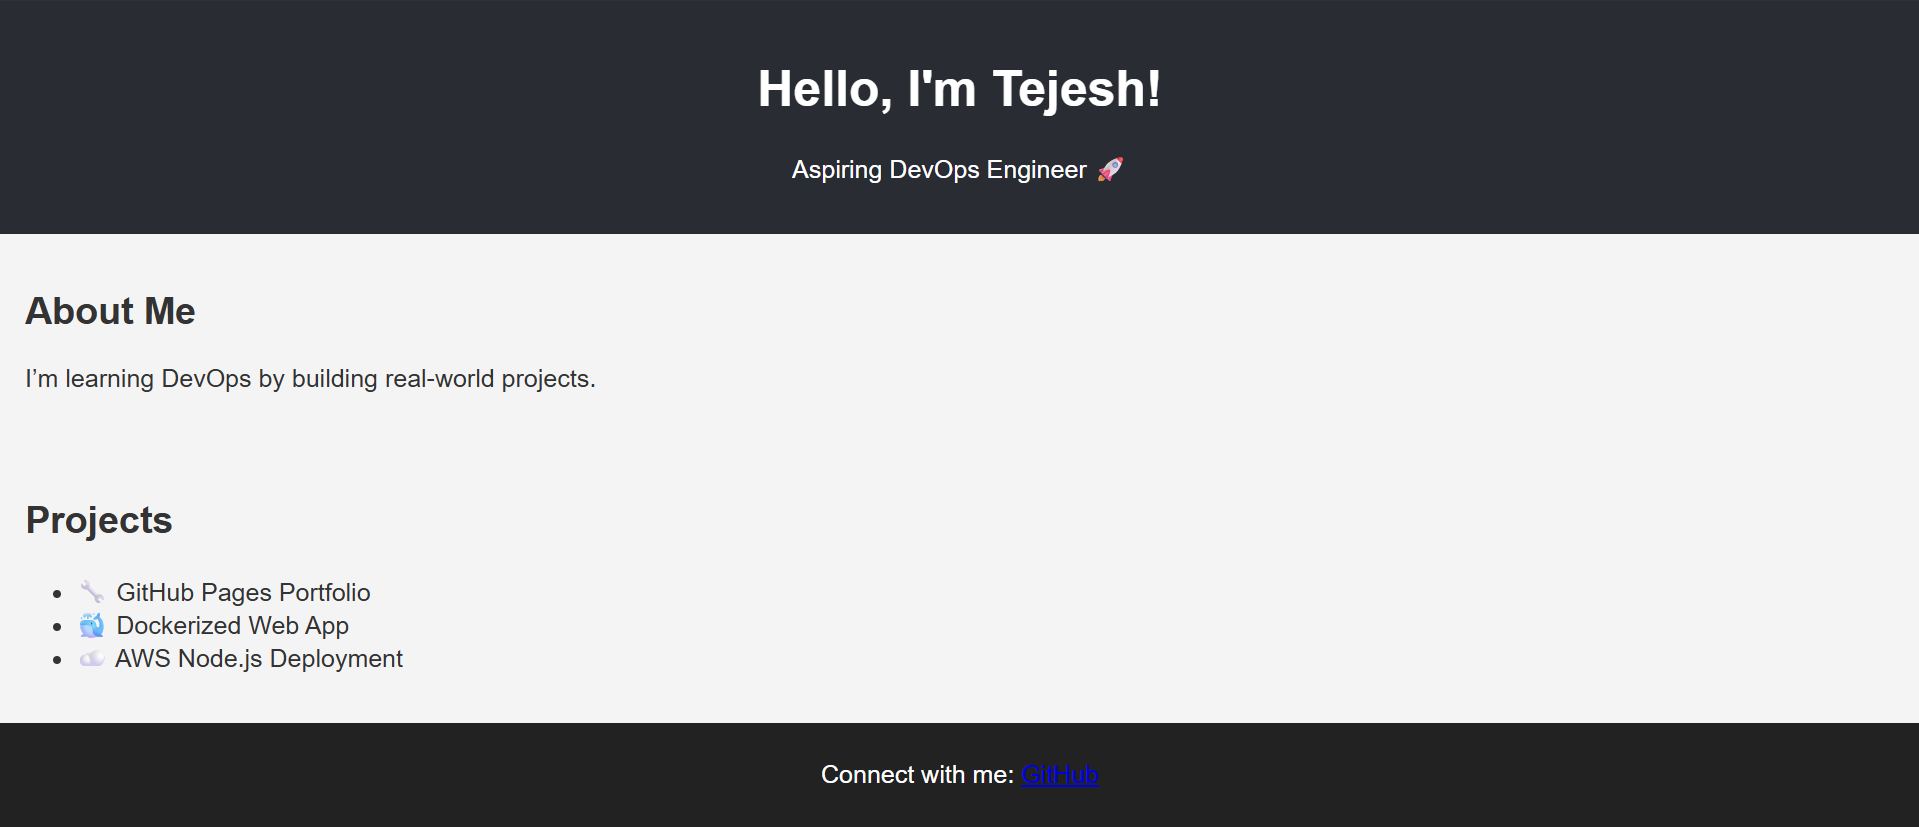 Hello, I'm Tejesh!
Aspiring DevOps Engineer 🚀
About Me
I’m learning DevOps by building real-world projects.
Projects
• 🔧 GitHub Pages Portfolio
• 🐳 Dockerized Web App
• ☁️ AWS Node.js Deployment
Connect with me: GitHub